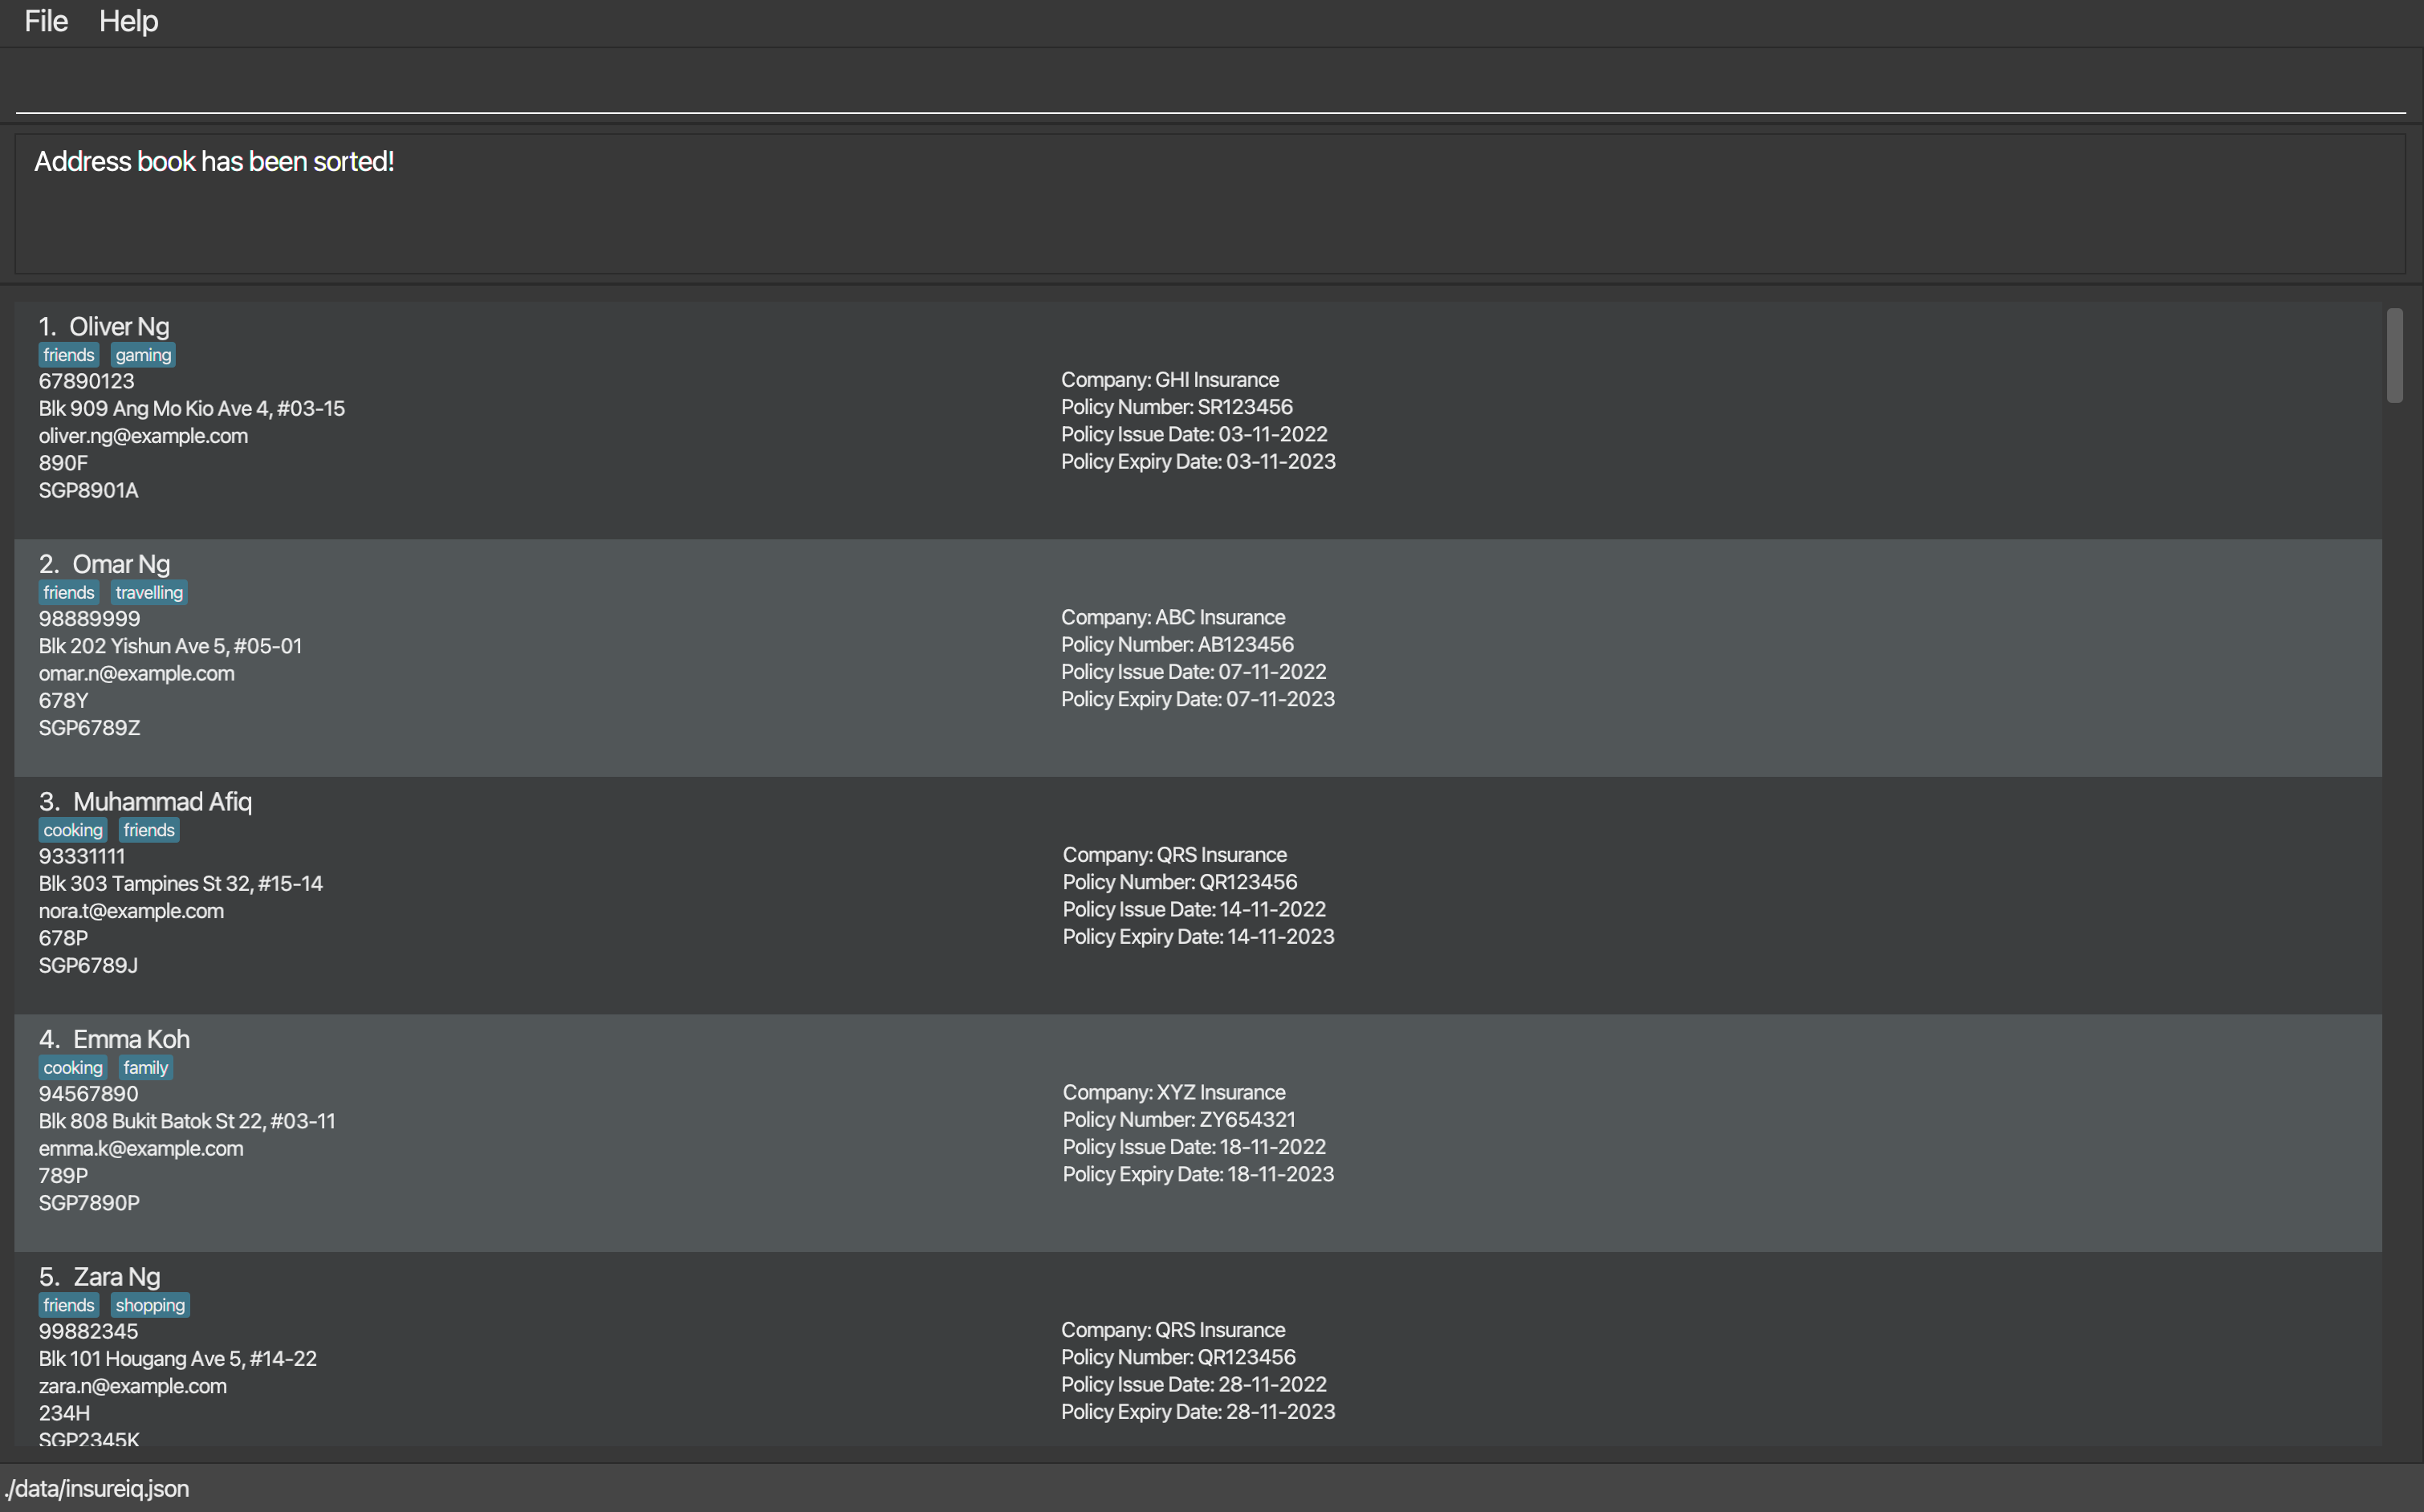 File Help
Address book has been sorted!
1. Oliver Ng
friends gaming
67890123
Blk 909 Ang Mo Kio Ave 4, #03-15
oliver.ng@example.com
890F
SGP8901A
Company: GHI Insurance
Policy Number: SR123456
Policy Issue Date: 03-11-2022
Policy Expiry Date: 03-11-2023
2. Omar Ng
friends travelling
98889999
Blk 202 Yishun Ave 5, #05-01
omar.n@example.com
678Y
SGP6789Z
Company: ABC Insurance
Policy Number: AB123456
Policy Issue Date: 07-11-2022
Policy Expiry Date: 07-11-2023
3. Muhammad Afiq
cooking friends
93331111
Blk 303 Tampines St 32, #15-14
nora.t@example.com
678P
SGP6789J
Company: QRS Insurance
Policy Number: QR123456
Policy Issue Date: 14-11-2022
Policy Expiry Date: 14-11-2023
4. Emma Koh
cooking family
94567890
Blk 808 Bukit Batok St 22, #03-11
emma.k@example.com
789P
SGP7890P
Company: XYZ Insurance
Policy Number: ZY654321
Policy Issue Date: 18-11-2022
Policy Expiry Date: 18-11-2023
5. Zara Ng
friends shopping
99882345
Blk 101 Hougang Ave 5, #14-22
zara.n@example.com
234H
SGP2345K
Company: QRS Insurance
Policy Number: QR123456
Policy Issue Date: 28-11-2022
Policy Expiry Date: 28-11-2023
./data/insureiq.json